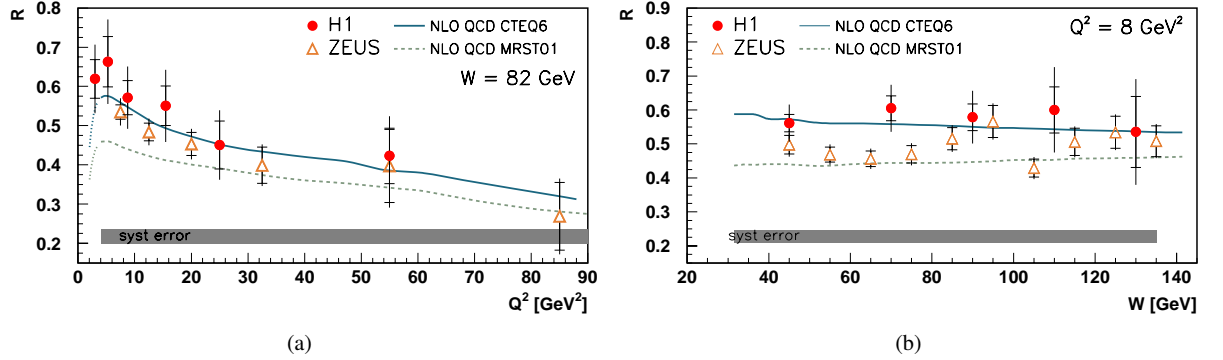 R
0.8
0.7
0.6
0.5
0.4
0.3
0.2
H1
ZEUS
NLO QCD CTEQ6
NLO QCD MRST01
W = 82 GeV
syst error
0 10 20 30 40 50 60 70 80 90
Q² [GeV²]
(a)
R
0.9
0.8
0.7
0.6
0.5
0.4
0.3
0.2
H1
ZEUS
NLO QCD CTEQ6
NLO QCD MRST01
Q² = 8 GeV²
syst error
20 40 60 80 100 120 140
W [GeV]
(b)